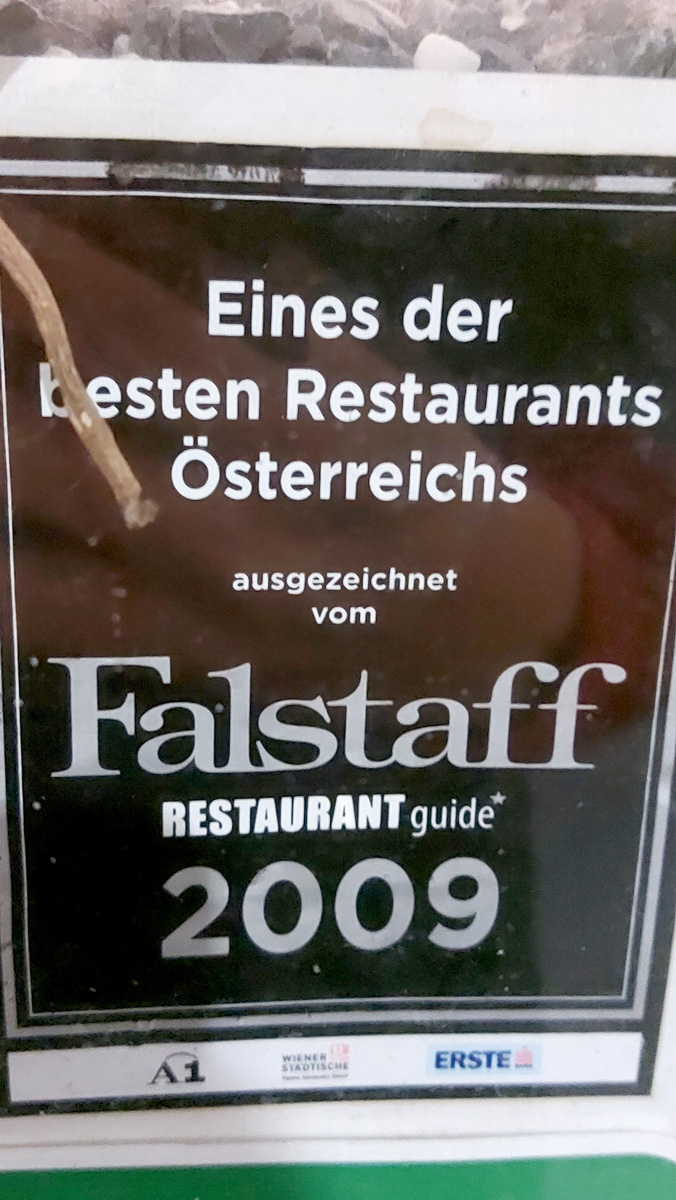 Eines der
besten Restaurants
Österreichs
ausgezeichnet
vom
Falstaff
RESTAURANT guide*
2009
A1
WIENER
STÄDTISCHE
ERSTE